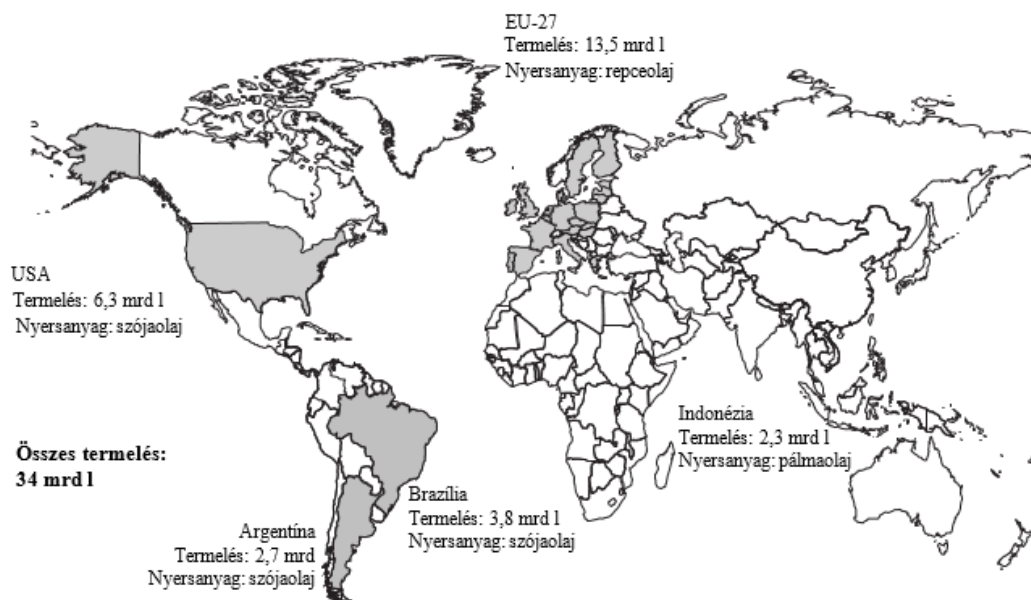 EU-27
Termelés: 13,5 mrd l
Nyersanyag: repceolaj
USA
Termelés: 6,3 mrd l
Nyersanyag: szójaolaj
Indonézia
Termelés: 2,3 mrd l
Nyersanyag: pálmaolaj
Összes termelés:
34 mrd l
Brazília
Termelés: 3,8 mrd l
Nyersanyag: szójaolaj
Argentína
Termelés: 2,7 mrd
Nyersanyag: szójaolaj